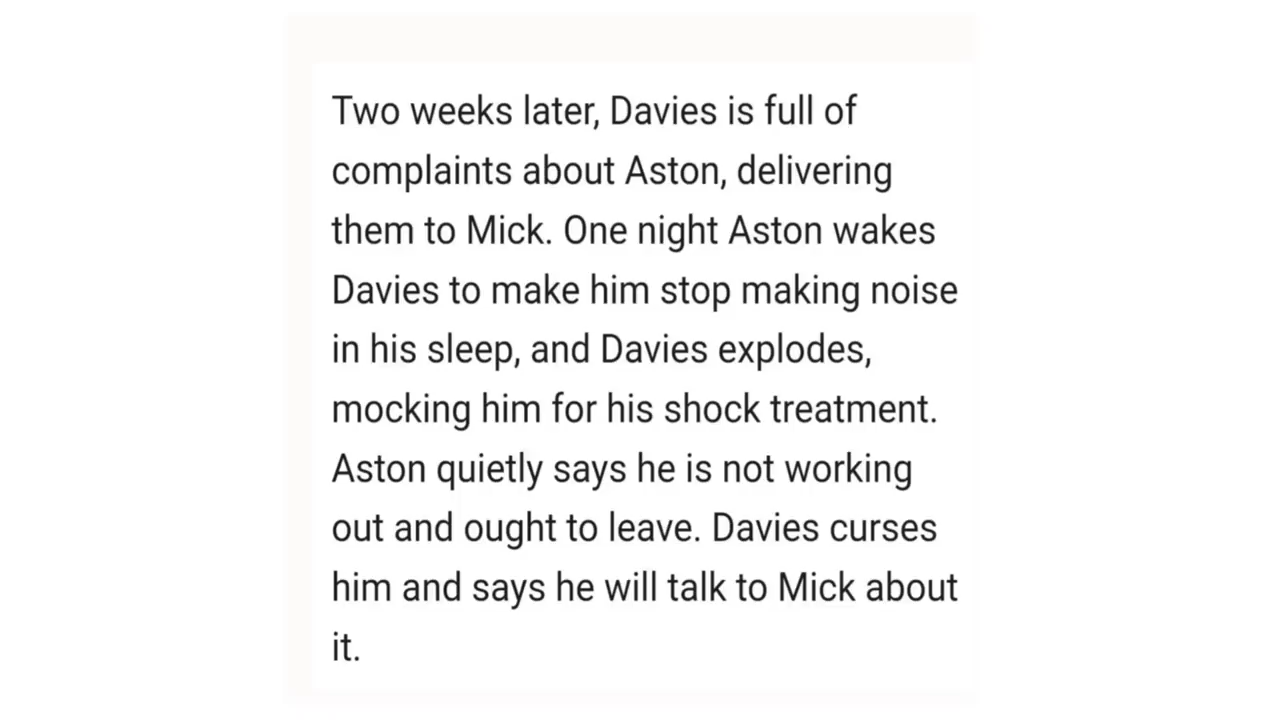 Two weeks later, Davies is full of
complaints about Aston, delivering
them to Mick. One night Aston wakes
Davies to make him stop making noise
in his sleep, and Davies explodes,
mocking him for his shock treatment.
Aston quietly says he is not working
out and ought to leave. Davies curses
him and says he will talk to Mick about
it.